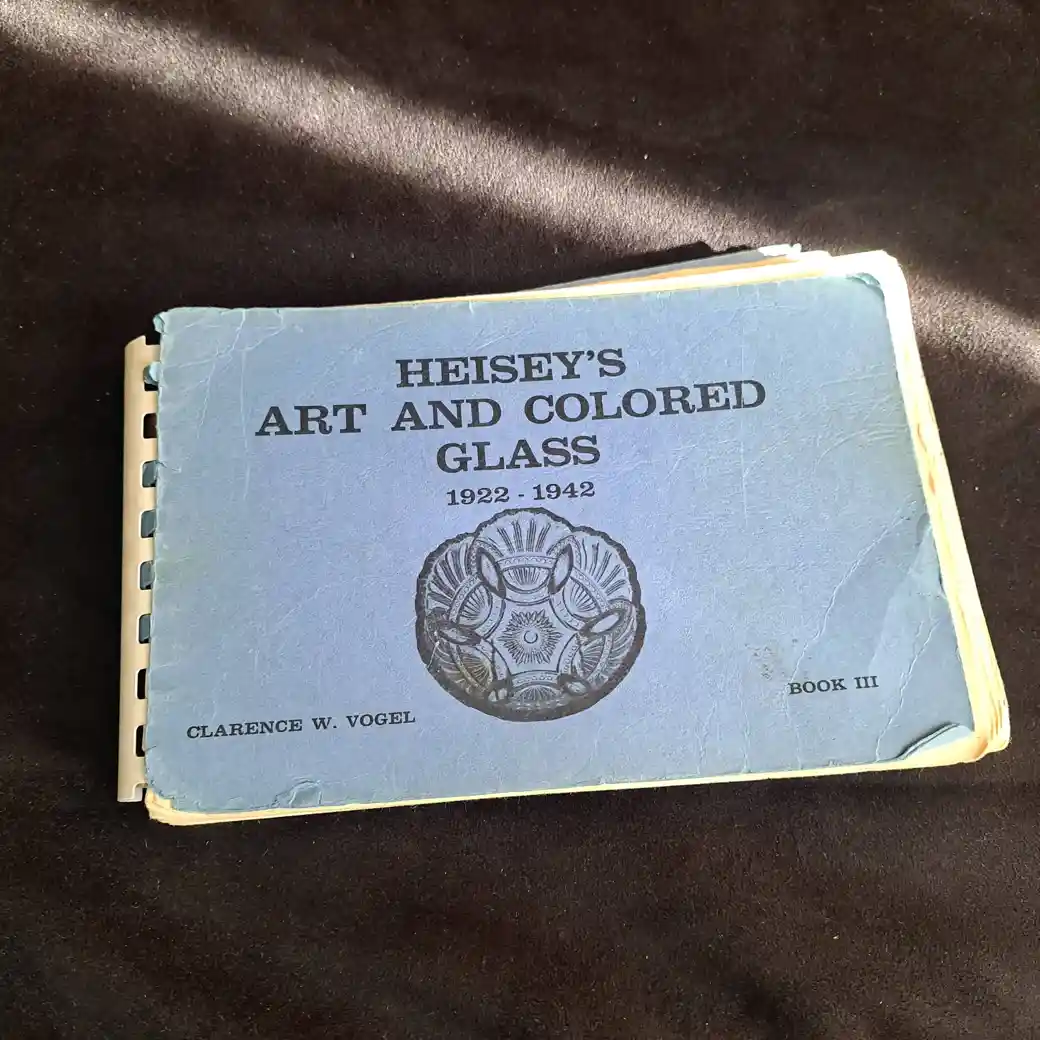 HEISEY'S
ART AND COLORED
GLASS
1922 - 1942
BOOK III
CLARENCE W. VOGEL